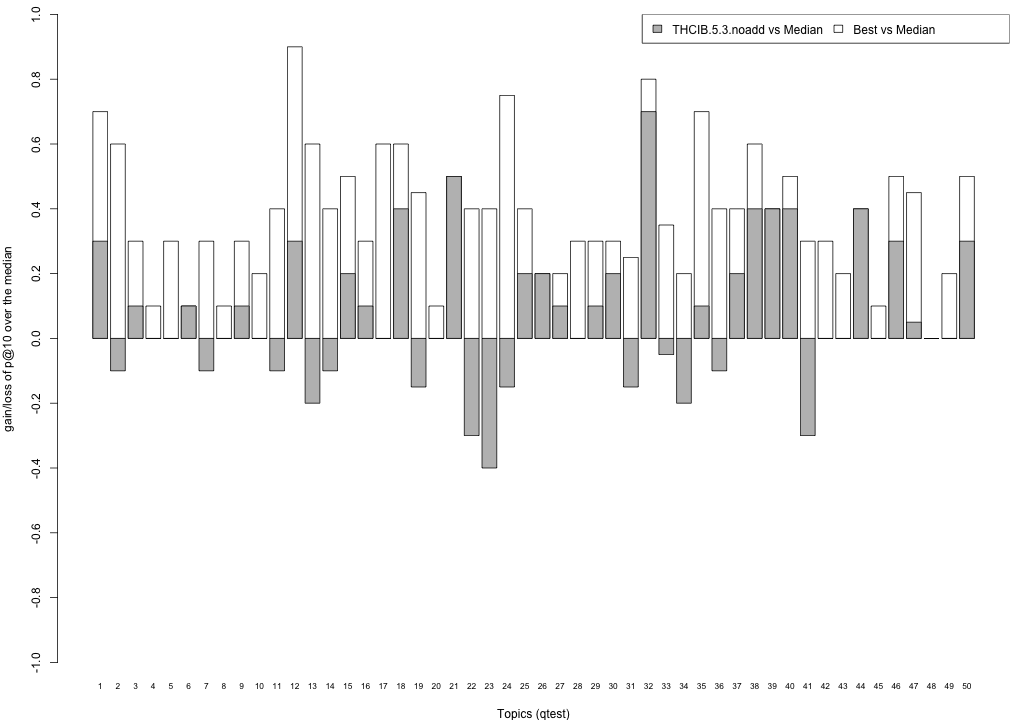 THCIB.5.3.noadd vs Median Best vs Median
gain/loss of p@10 over the median
1.0
0.8
0.6
0.4
0.2
0.0
-0.2
-0.4
-0.6
-0.8
-1.0
1 2 3 4 5 6 7 8 9 10 11 12 13 14 15 16 17 18 19 20 21 22 23 24 25 26 27 28 29 30 31 32 33 34 35 36 37 38 39 40 41 42 43 44 45 46 47 48 49 50
Topics (qtest)